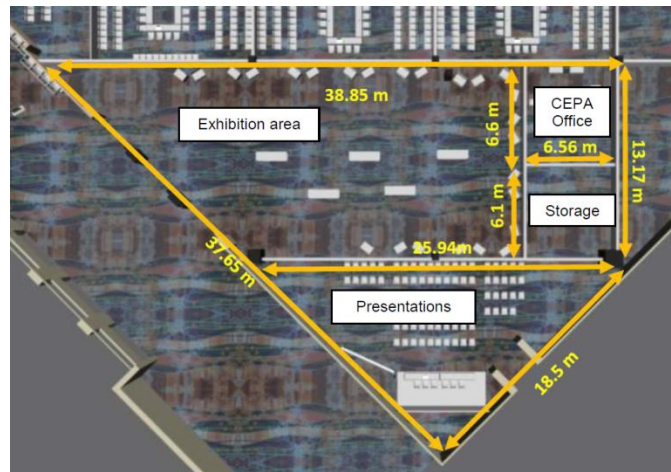 38.85 m
CEPA
Office
Exhibition area
6.6 m
6.56 m
13.17 m
6.1 m
Storage
37.65 m
25.94m
Presentations
18.5 m